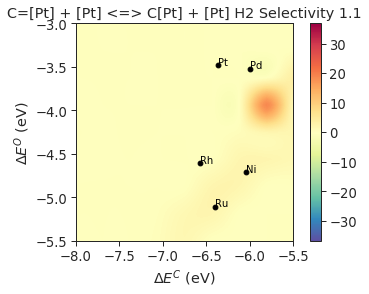 C=[Pt] + [Pt] <=> C[Pt] + [Pt] H2 Selectivity 1.1
−3.0
−3.5
−4.0
−4.5
−5.0
−5.5
ΔE^O (eV)
Pt
Pd
Rh
Ni
Ru
−8.0 −7.5 −7.0 −6.5 −6.0 −5.5
ΔE^C (eV)
30
20
10
0
−10
−20
−30